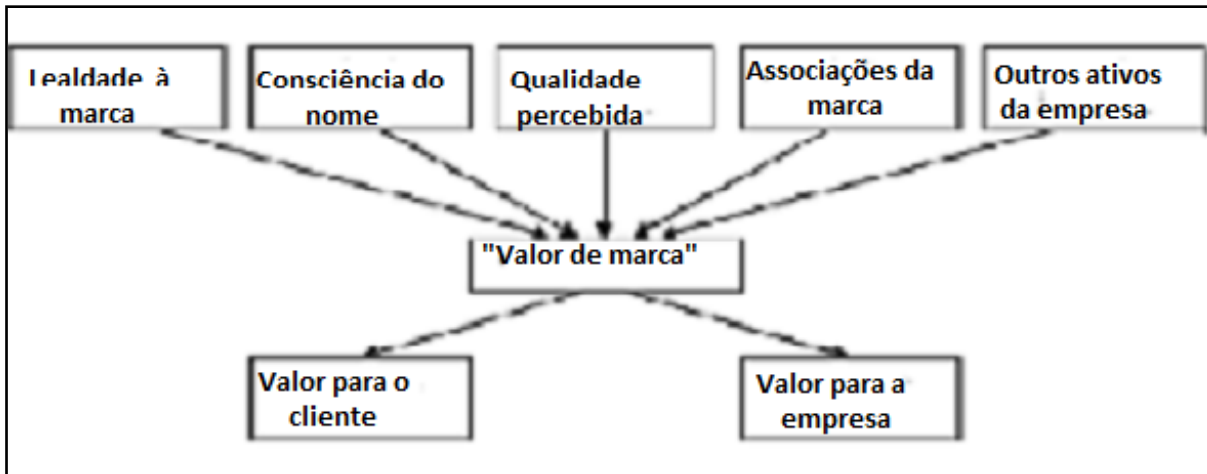 Lealdade à
marca
Consciência do
nome
Qualidade
percebida
Associações da
marca
Outros ativos
da empresa
"Valor de marca"
Valor para o
cliente
Valor para a
empresa